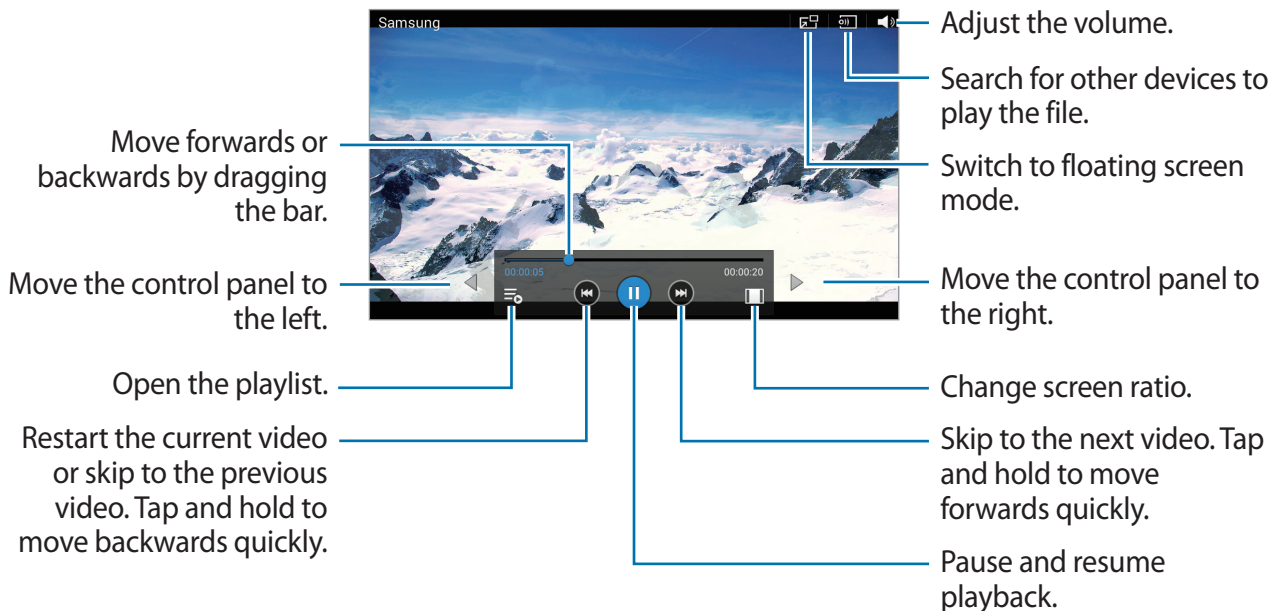 Samsung
Adjust the volume.
Search for other devices to
play the file.
Switch to floating screen
mode.
Move forwards or
backwards by dragging
the bar.
00:00:05
00:00:20
Move the control panel to
the left.
Move the control panel to
the right.
Open the playlist.
Change screen ratio.
Restart the current video
or skip to the previous
video. Tap and hold to
move backwards quickly.
Skip to the next video. Tap
and hold to move
forwards quickly.
Pause and resume
playback.